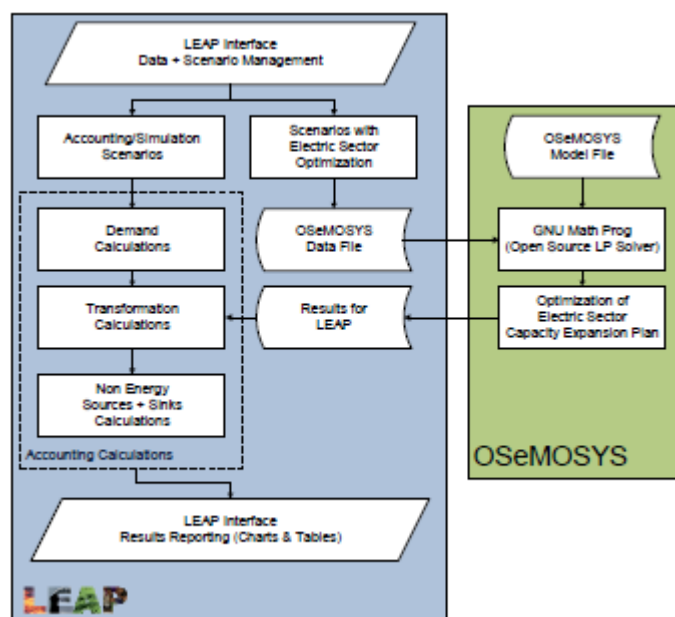 LEAP Interface
Data + Scenario Management
Accounting/Simulation
Scenarios
Scenarios with
Electric Sector
Optimization
OSeMOSYS
Model File
Demand
Calculations
OSeMOSYS
Data File
GNU Math Prog
(Open Source LP Solver)
Transformation
Calculations
Results for
LEAP
Optimization of
Electric Sector
Capacity Expansion Plan
Non Energy
Sources + Sinks
Calculations
Accounting Calculations
OSeMOSYS
LEAP Interface
Results Reporting (Charts & Tables)
LEAP